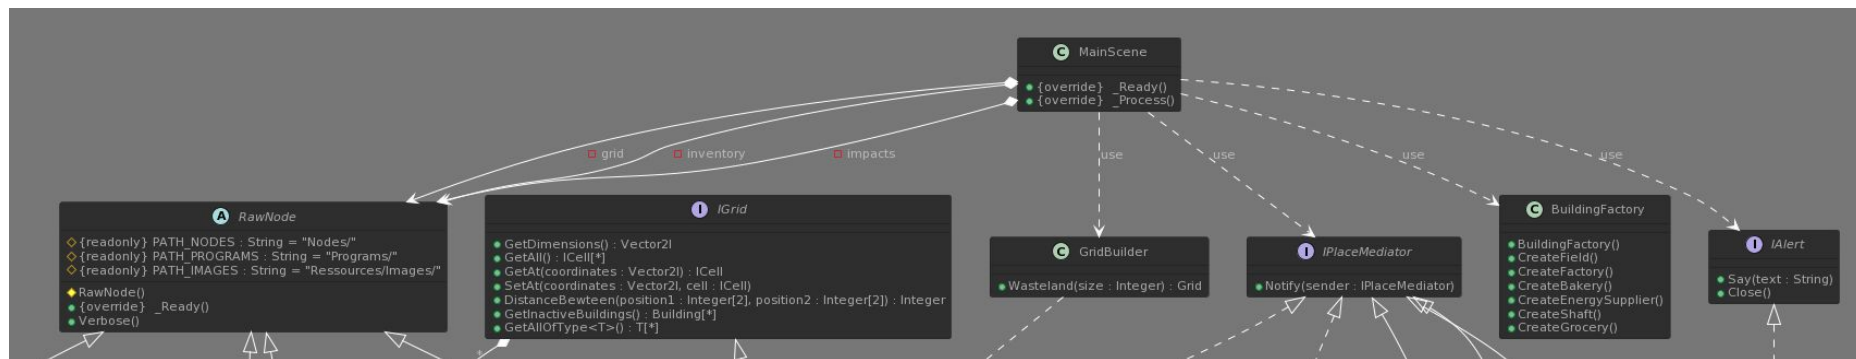 C MainScene
{override} _Ready()
{override} _Process()
grid
inventory
impacts
use
use
use
use
A RawNode
{readonly} PATH_NODES : String = "Nodes/"
{readonly} PATH_PROGRAMS : String = "Programs/"
{readonly} PATH_IMAGES : String = "Ressources/Images/"
RawNode()
{override} _Ready()
Verbose()
I IGrid
GetDimensions() : Vector2I
GetAll() : ICell[*]
GetAt(coordinates : Vector2I) : ICell
SetAt(coordinates : Vector2I, cell : ICell)
DistanceBewteen(position1 : Integer[2], position2 : Integer[2]) : Integer
GetInactiveBuildings() : Building[*]
GetAllOfType<T>() : T[*]
C GridBuilder
Wasteland(size : Integer) : Grid
I IPlaceMediator
Notify(sender : IPlaceMediator)
C BuildingFactory
BuildingFactory()
CreateField()
CreateFactory()
CreateBakery()
CreateEnergySupplier()
CreateShaft()
CreateGrocery()
I IAlert
Say(text : String)
Close()
*